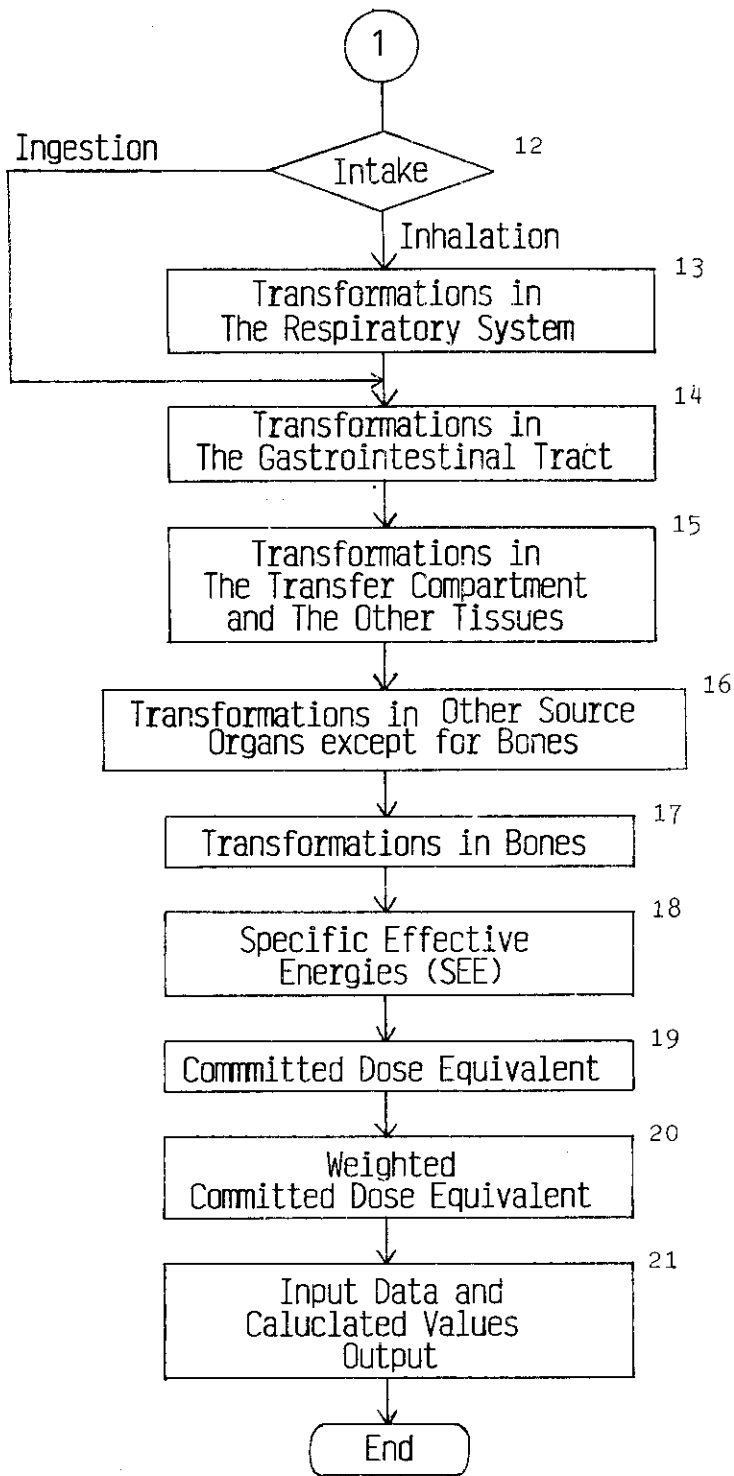 1
12
Ingestion
Intake
Inhalation
13
Transformations in
The Respiratory System
14
Transformations in
The Gastrointestinal Tract
15
Transformations in
The Transfer Compartment
and The Other Tissues
16
Transformations in Other Source
Organs except for Bones
17
Transformations in Bones
18
Specific Effective
Energies (SEE)
19
Commmitted Dose Equivalent
20
Weighted
Committed Dose Equivalent
21
Input Data and
Caluclated Values
Output
End